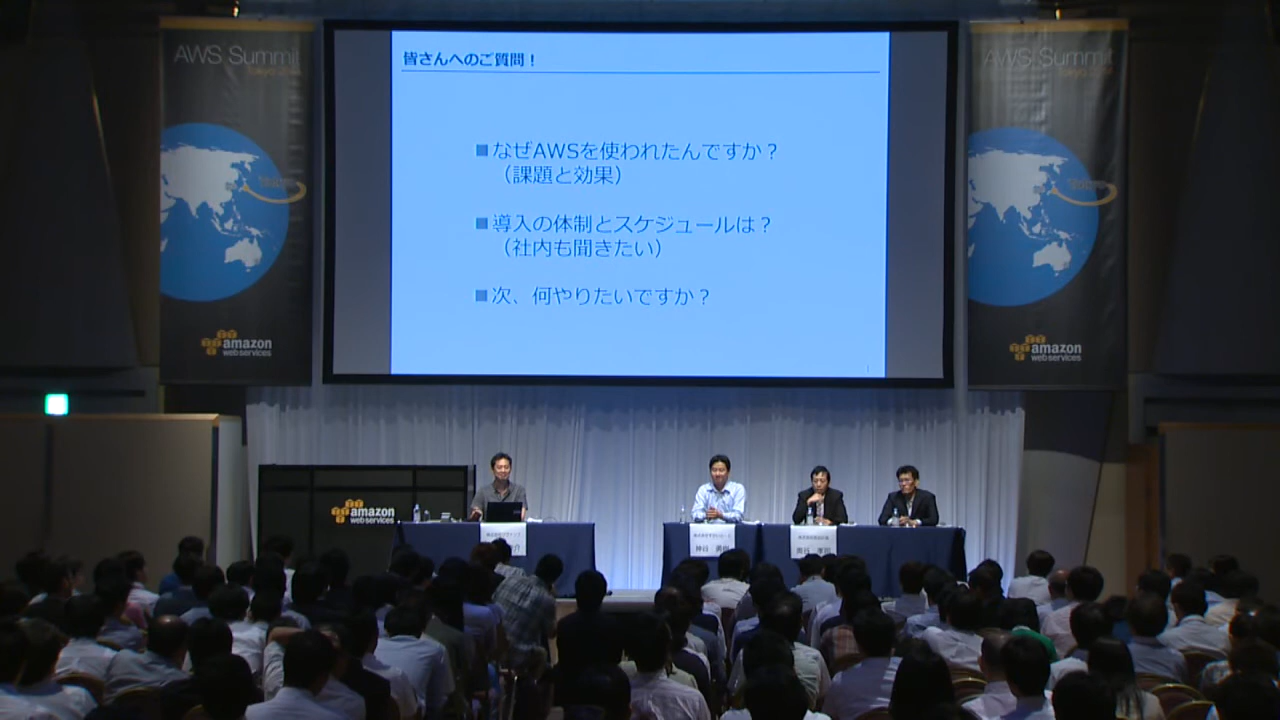 AWS Summit
皆さんへのご質問！
■なぜAWSを使われたんですか？
（課題と効果）
■導入の体制とスケジュールは？
（社内も聞きたい）
■次、何やりたいですか？
AWS Summit
amazon
web services
amazon
web services
amazon
web services